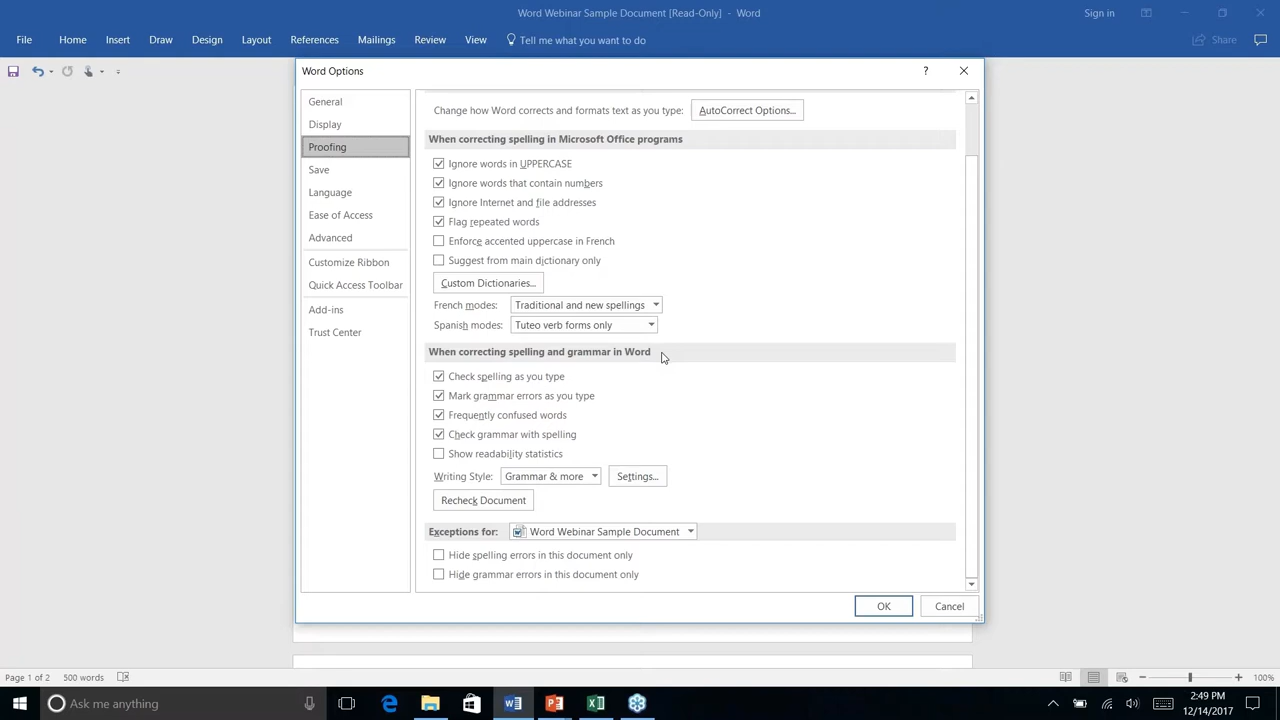 Word Webinar Sample Document [Read-Only] - Word
Sign in
File Home Insert Draw Design Layout References Mailings Review View Tell me what you want to do Share
Word Options
?
General
Display
Proofing
Save
Language
Ease of Access
Advanced
Customize Ribbon
Quick Access Toolbar
Add-ins
Trust Center
Change how Word corrects and formats text as you type: AutoCorrect Options...
When correcting spelling in Microsoft Office programs
Ignore words in UPPERCASE
Ignore words that contain numbers
Ignore Internet and file addresses
Flag repeated words
Enforce accented uppercase in French
Suggest from main dictionary only
Custom Dictionaries...
French modes: Traditional and new spellings
Spanish modes: Tuteo verb forms only
When correcting spelling and grammar in Word
Check spelling as you type
Mark grammar errors as you type
Frequently confused words
Check grammar with spelling
Show readability statistics
Writing Style: Grammar & more Settings...
Recheck Document
Exceptions for: Word Webinar Sample Document
Hide spelling errors in this document only
Hide grammar errors in this document only
OK Cancel
Page 1 of 2 500 words 100%
Ask me anything
2:49 PM
12/14/2017